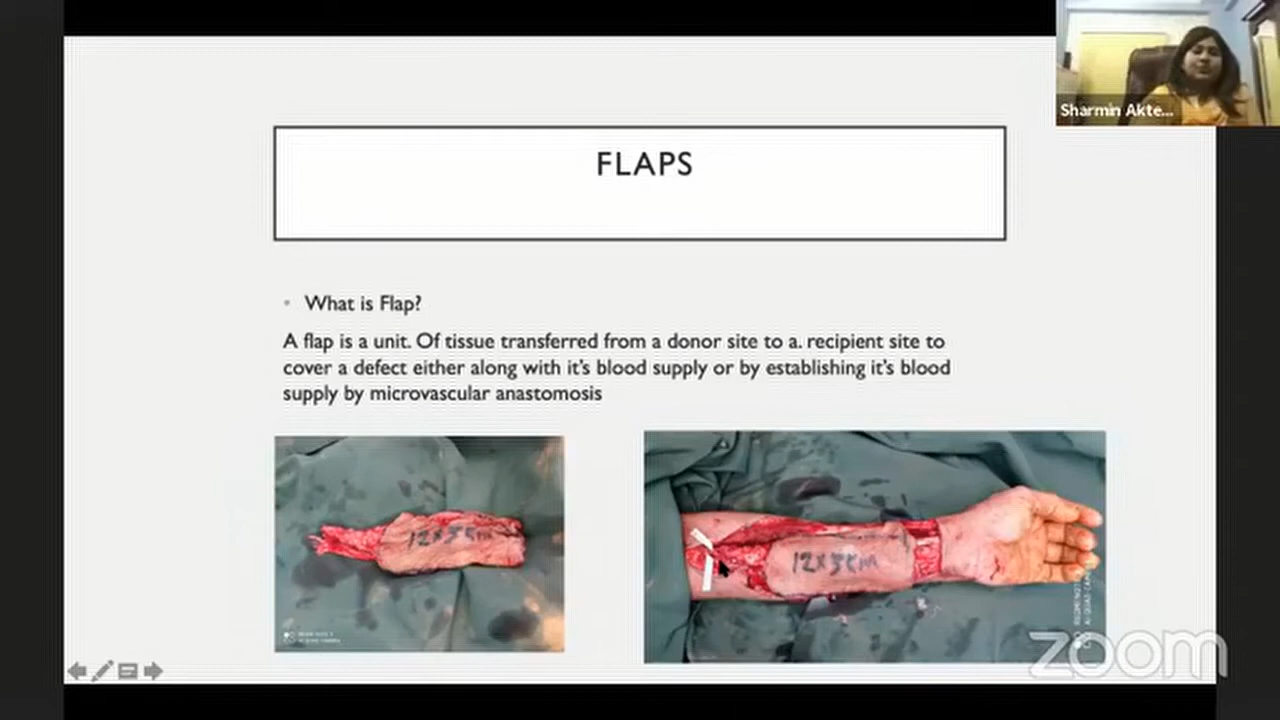 Sharmin Akte...
FLAPS
• What is Flap?
A flap is a unit. Of tissue transferred from a donor site to a. recipient site to
cover a defect either along with it's blood supply or by establishing it's blood
supply by microvascular anastomosis
12x5cm
12x5cm
zoom